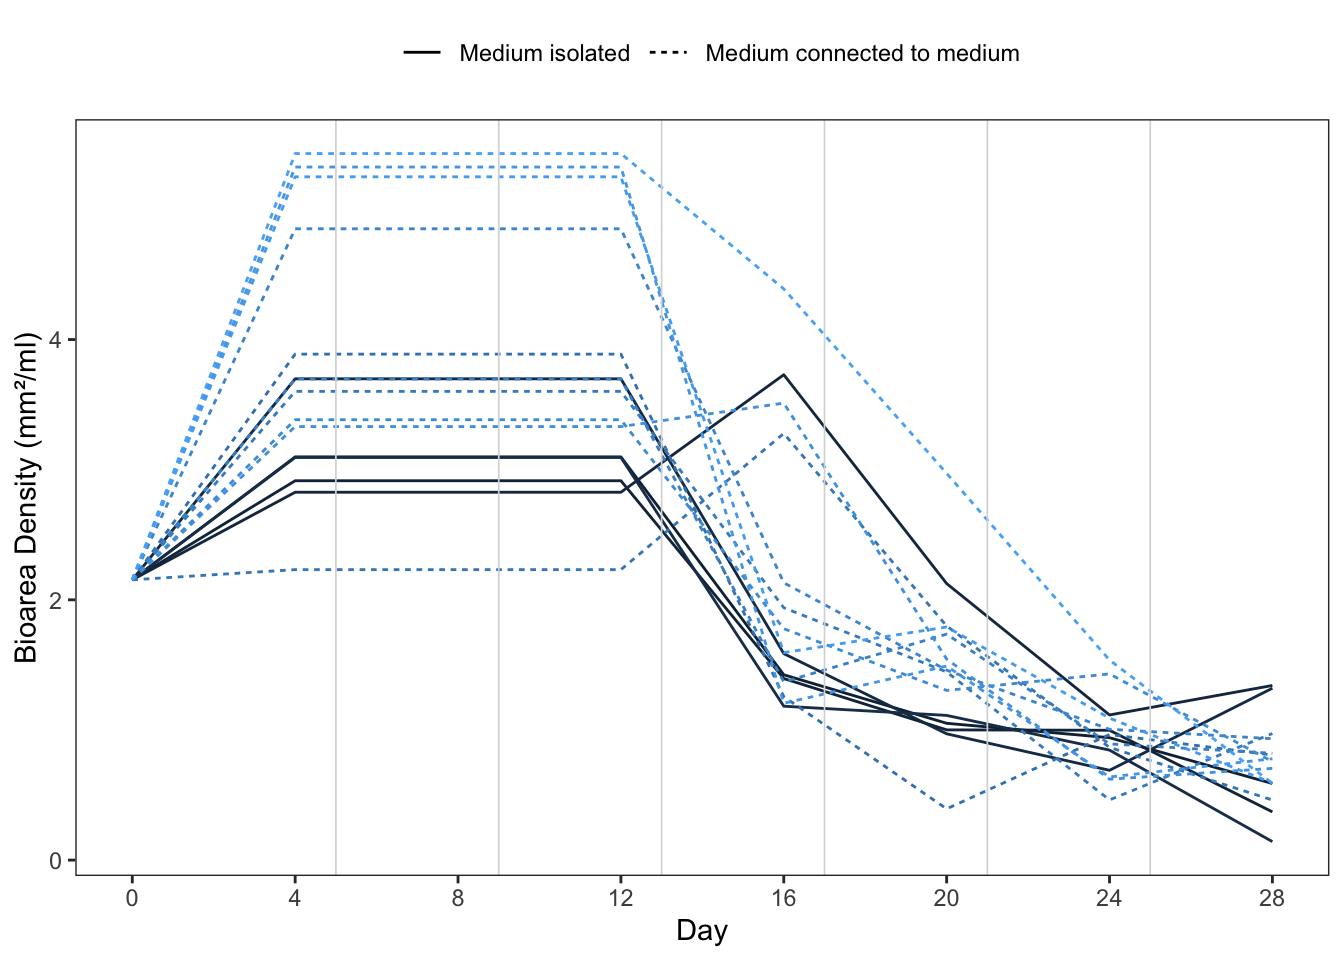 Medium isolated Medium connected to medium
Bioarea Density (mm²/ml)
4
2
0
0 4 8 12 16 20 24 28
Day